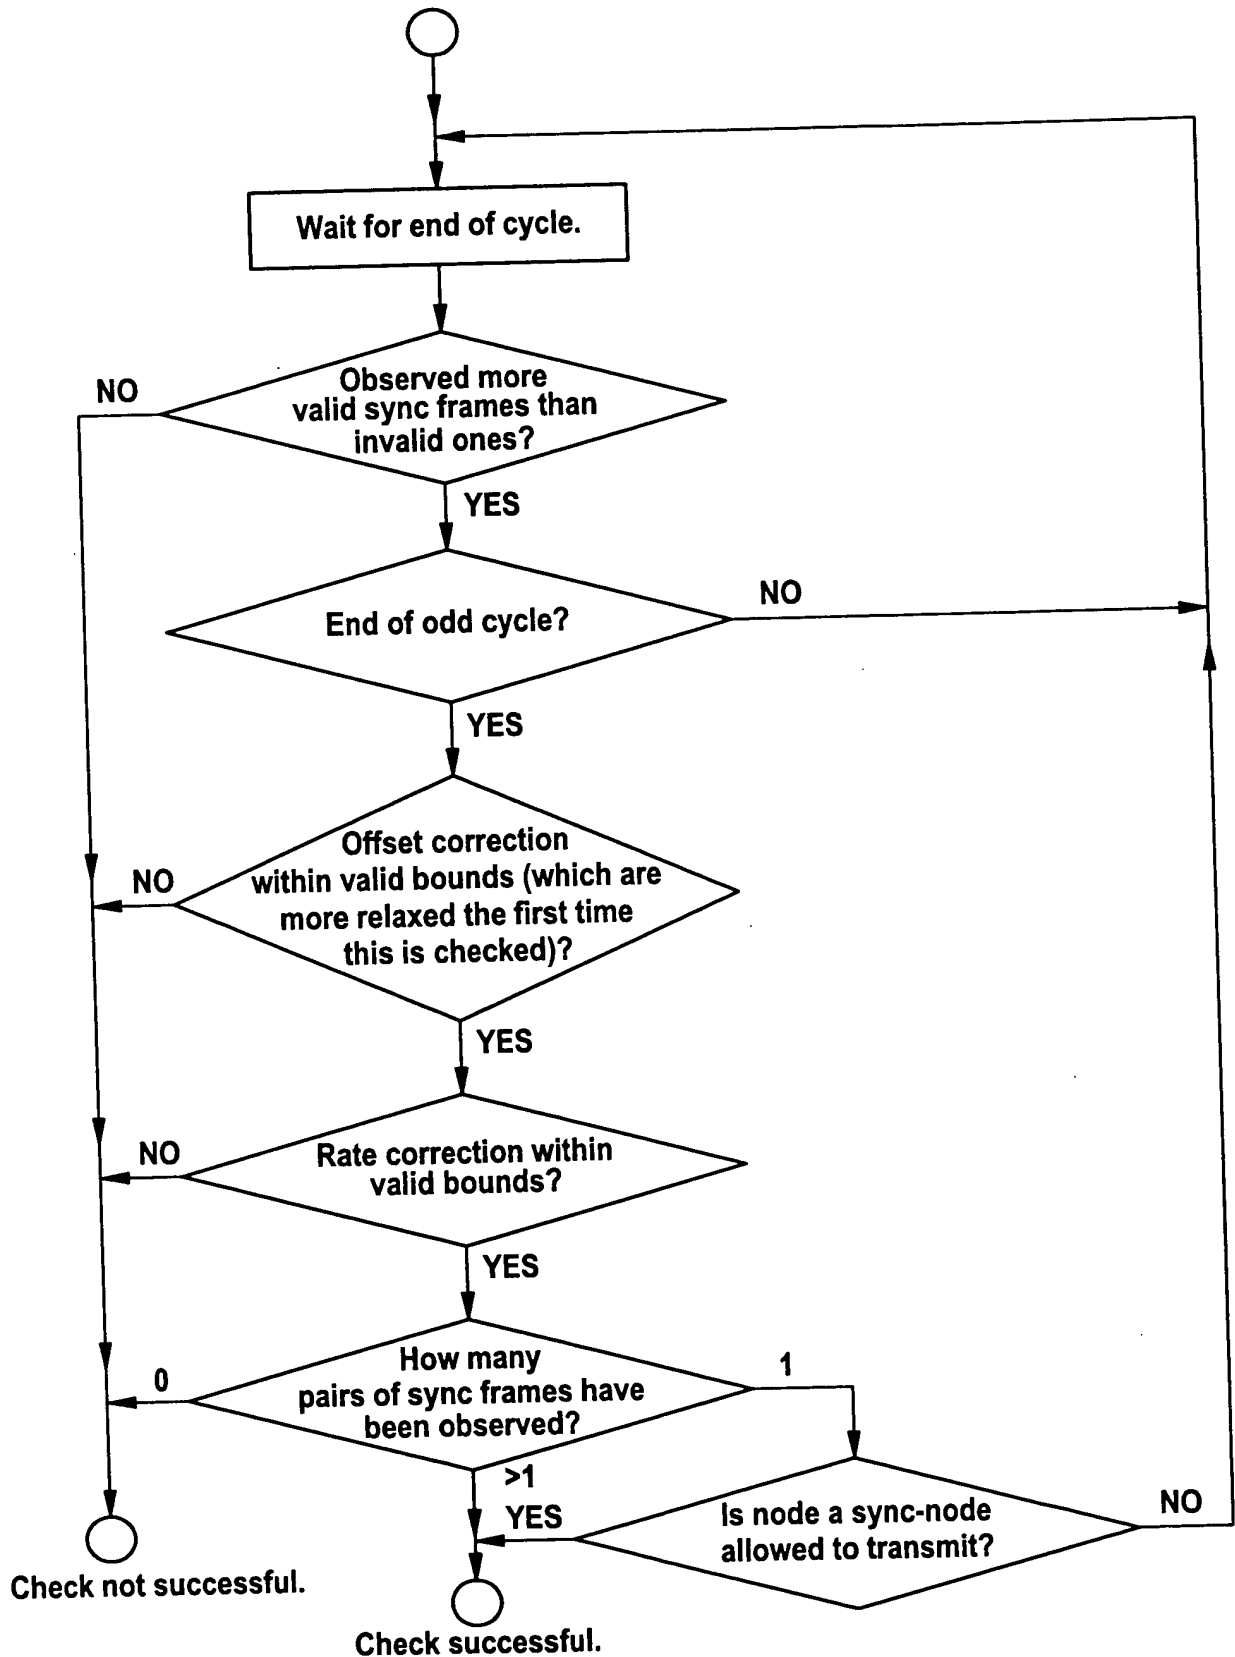 Wait for end of cycle.
NO
Observed more
valid sync frames than
invalid ones?
YES
NO
End of odd cycle?
YES
Offset correction
NO
within valid bounds (which are
more relaxed the first time
this is checked)?
YES
NO
Rate correction within
valid bounds?
YES
0
How many
pairs of sync frames have
been observed?
1
>1
YES
Is node a sync-node
allowed to transmit?
NO
Check not successful.
Check successful.